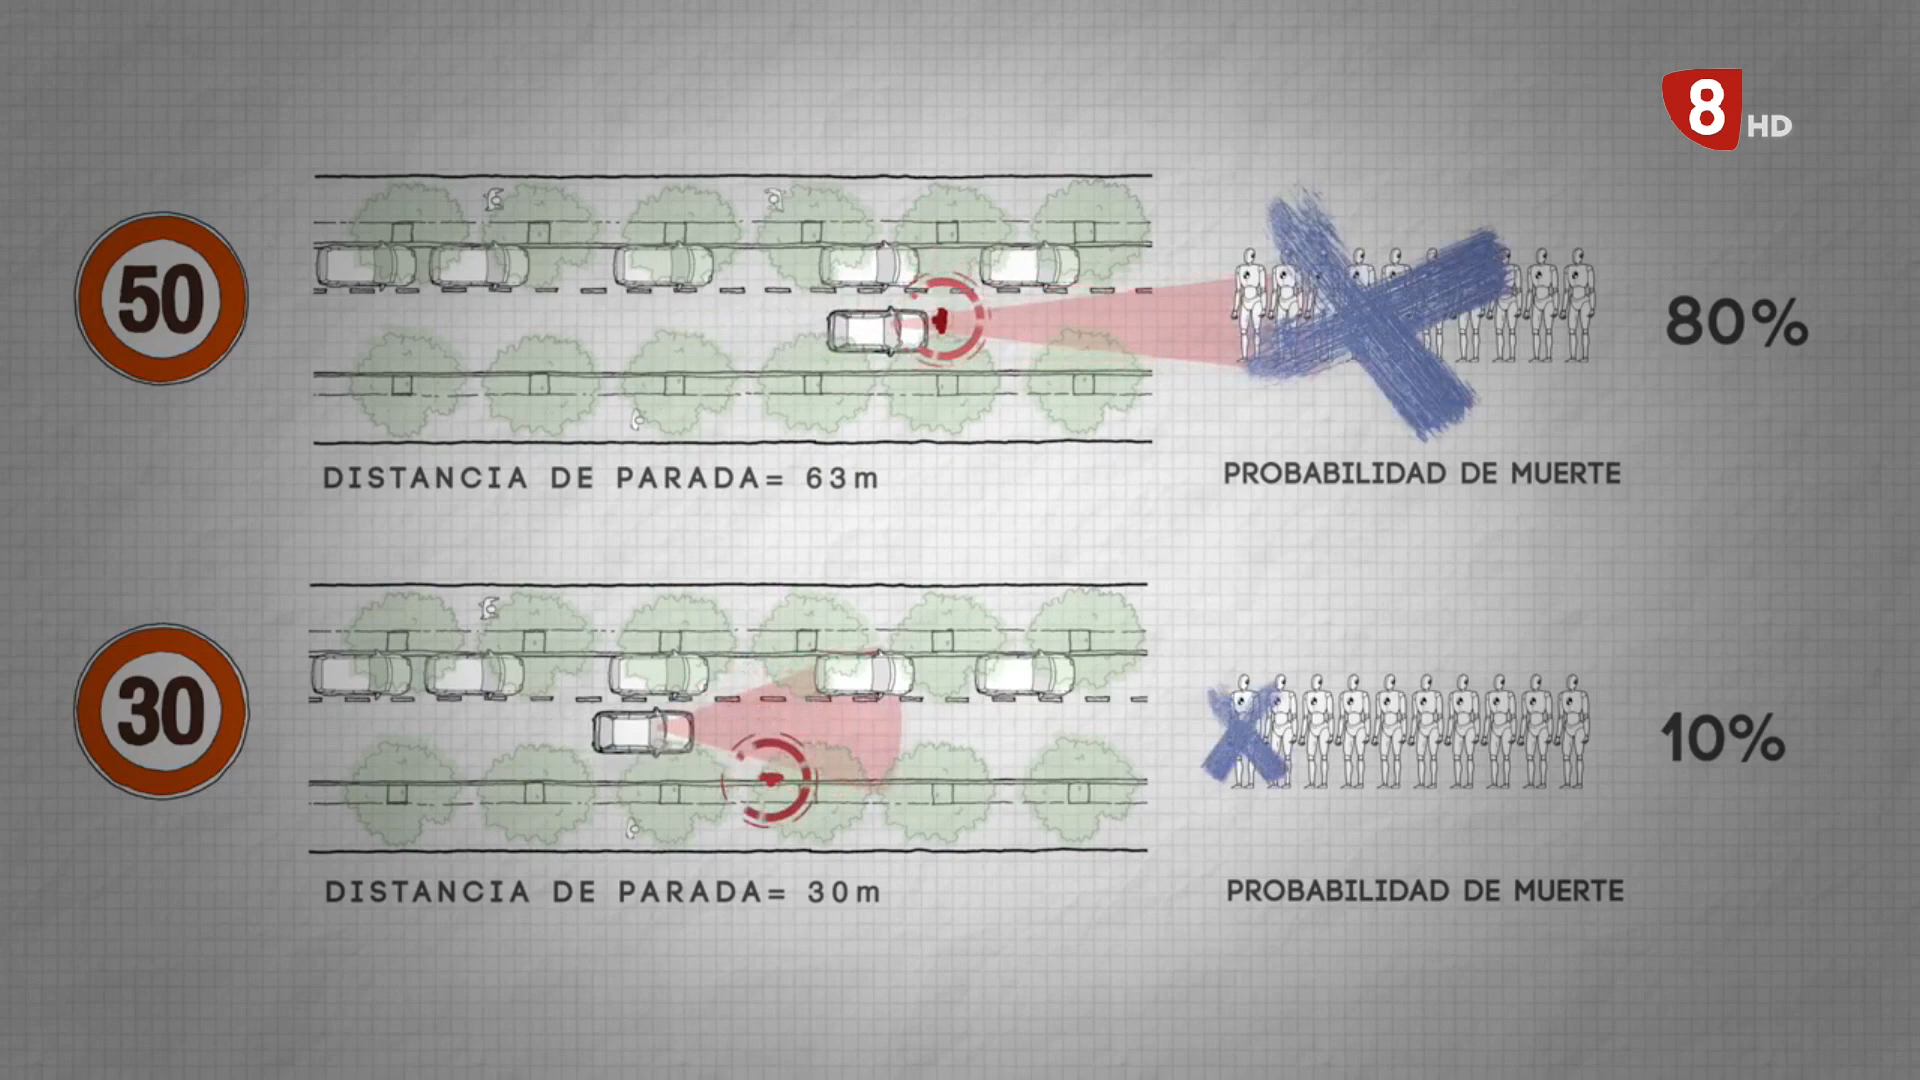 8 HD
50
80%
DISTANCIA DE PARADA= 63m
PROBABILIDAD DE MUERTE
30
10%
DISTANCIA DE PARADA= 30m
PROBABILIDAD DE MUERTE